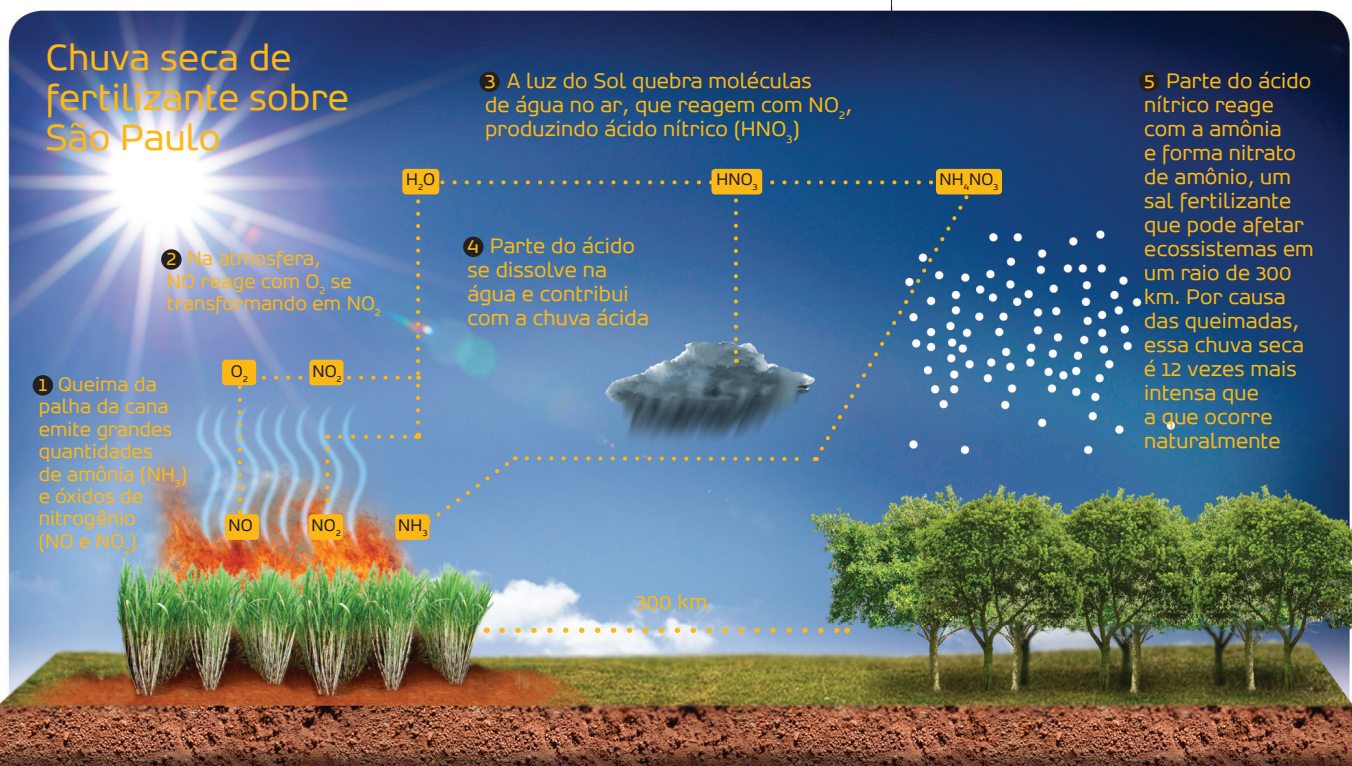 Chuva seca de
fertilizante sobre
São Paulo
1 Queima da
palha da cana
emite grandes
quantidades
de amônia (NH₃)
e óxidos de
nitrogênio
(NO e NO₂)
2 Na atmosfera,
NO reage com O₂ se
transformando em NO₂
3 A luz do Sol quebra moléculas
de água no ar, que reagem com NO₂,
produzindo ácido nítrico (HNO₃)
4 Parte do ácido
se dissolve na
água e contribui
com a chuva ácida
5 Parte do ácido
nítrico reage
com a amônia
e forma nitrato
de amônio, um
sal fertilizante
que pode afetar
ecossistemas em
um raio de 300
km. Por causa
das queimadas,
essa chuva seca
é 12 vezes mais
intensa que
a que ocorre
naturalmente
H₂O
HNO₃
NH₄NO₃
O₂
NO₂
NO
NO₂
NH₃
300 km